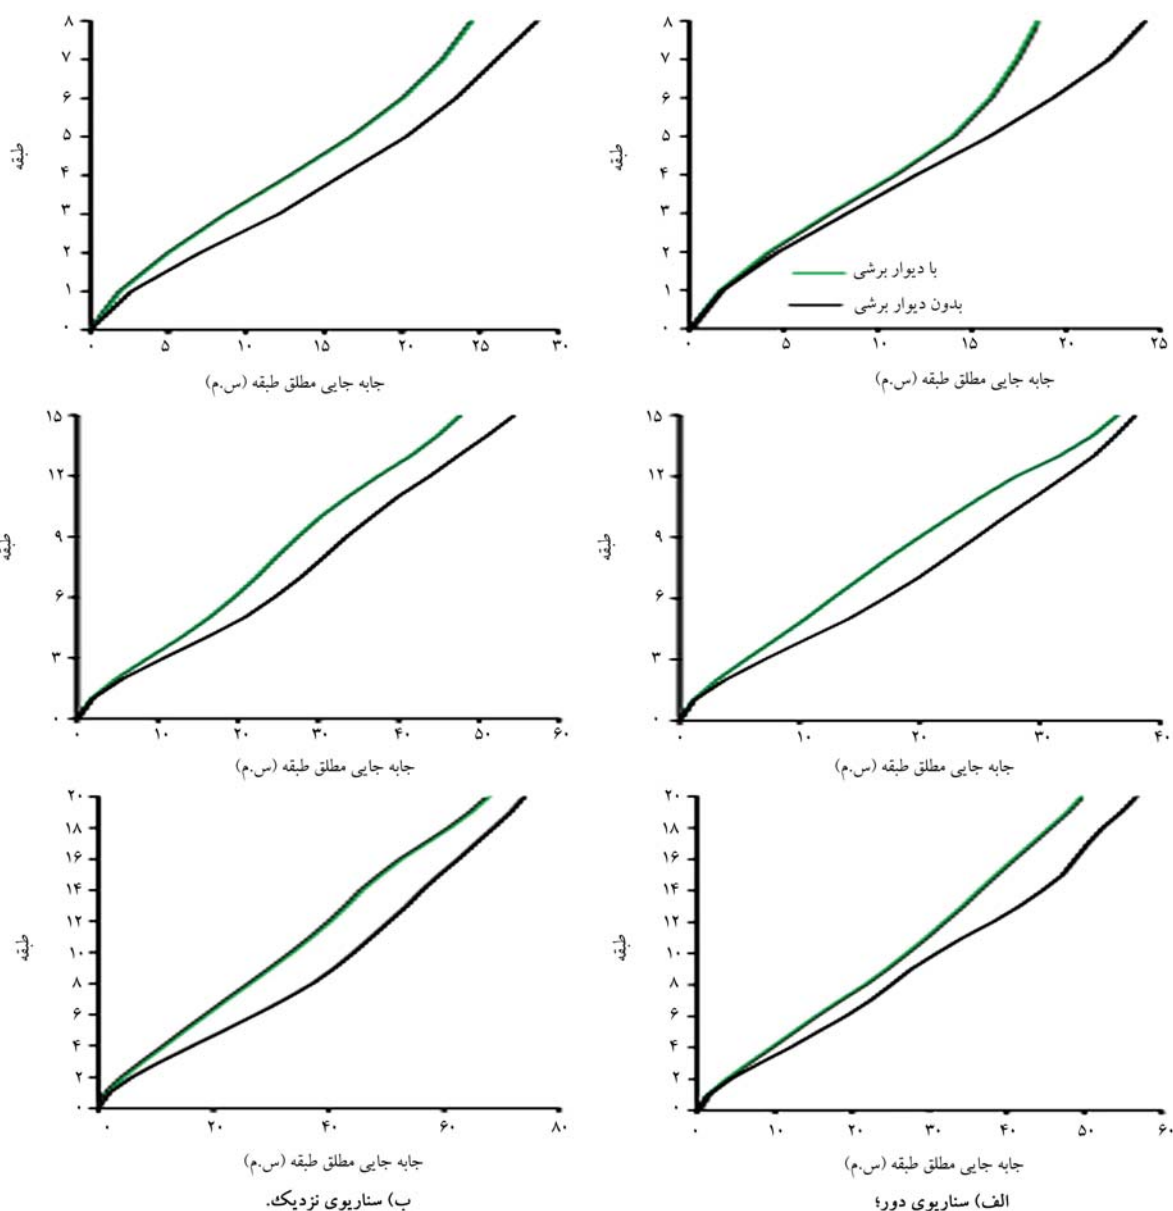 ۸
۷
۶
۵
۴
۳
۲
۱
۰
طبقه
۰ ۵ ۱۰ ۱۵ ۲۰ ۲۵
جابه جایی مطلق طبقه (س.م)
با دیوار برشی
بدون دیوار برشی
۸
۷
۶
۵
۴
۳
۲
۱
۰
طبقه
۰ ۵ ۱۰ ۱۵ ۲۰ ۲۵ ۳۰
جابه جایی مطلق طبقه (س.م)
۱۵
۱۲
۹
۶
۳
۰
طبقه
۰ ۱۰ ۲۰ ۳۰ ۴۰
جابه جایی مطلق طبقه (س.م)
۱۵
۱۲
۹
۶
۳
۰
طبقه
۰ ۱۰ ۲۰ ۳۰ ۴۰ ۵۰ ۶۰
جابه جایی مطلق طبقه (س.م)
۲۰
۱۸
۱۶
۱۴
۱۲
۱۰
۸
۶
۴
۲
۰
طبقه
۰ ۱۰ ۲۰ ۳۰ ۴۰ ۵۰ ۶۰
جابه جایی مطلق طبقه (س.م)
الف) سناریوی دور؛
۲۰
۱۸
۱۶
۱۴
۱۲
۱۰
۸
۶
۴
۲
۰
طبقه
۰ ۲۰ ۴۰ ۶۰ ۸۰
جابه جایی مطلق طبقه (س.م)
ب) سناریوی نزدیک.